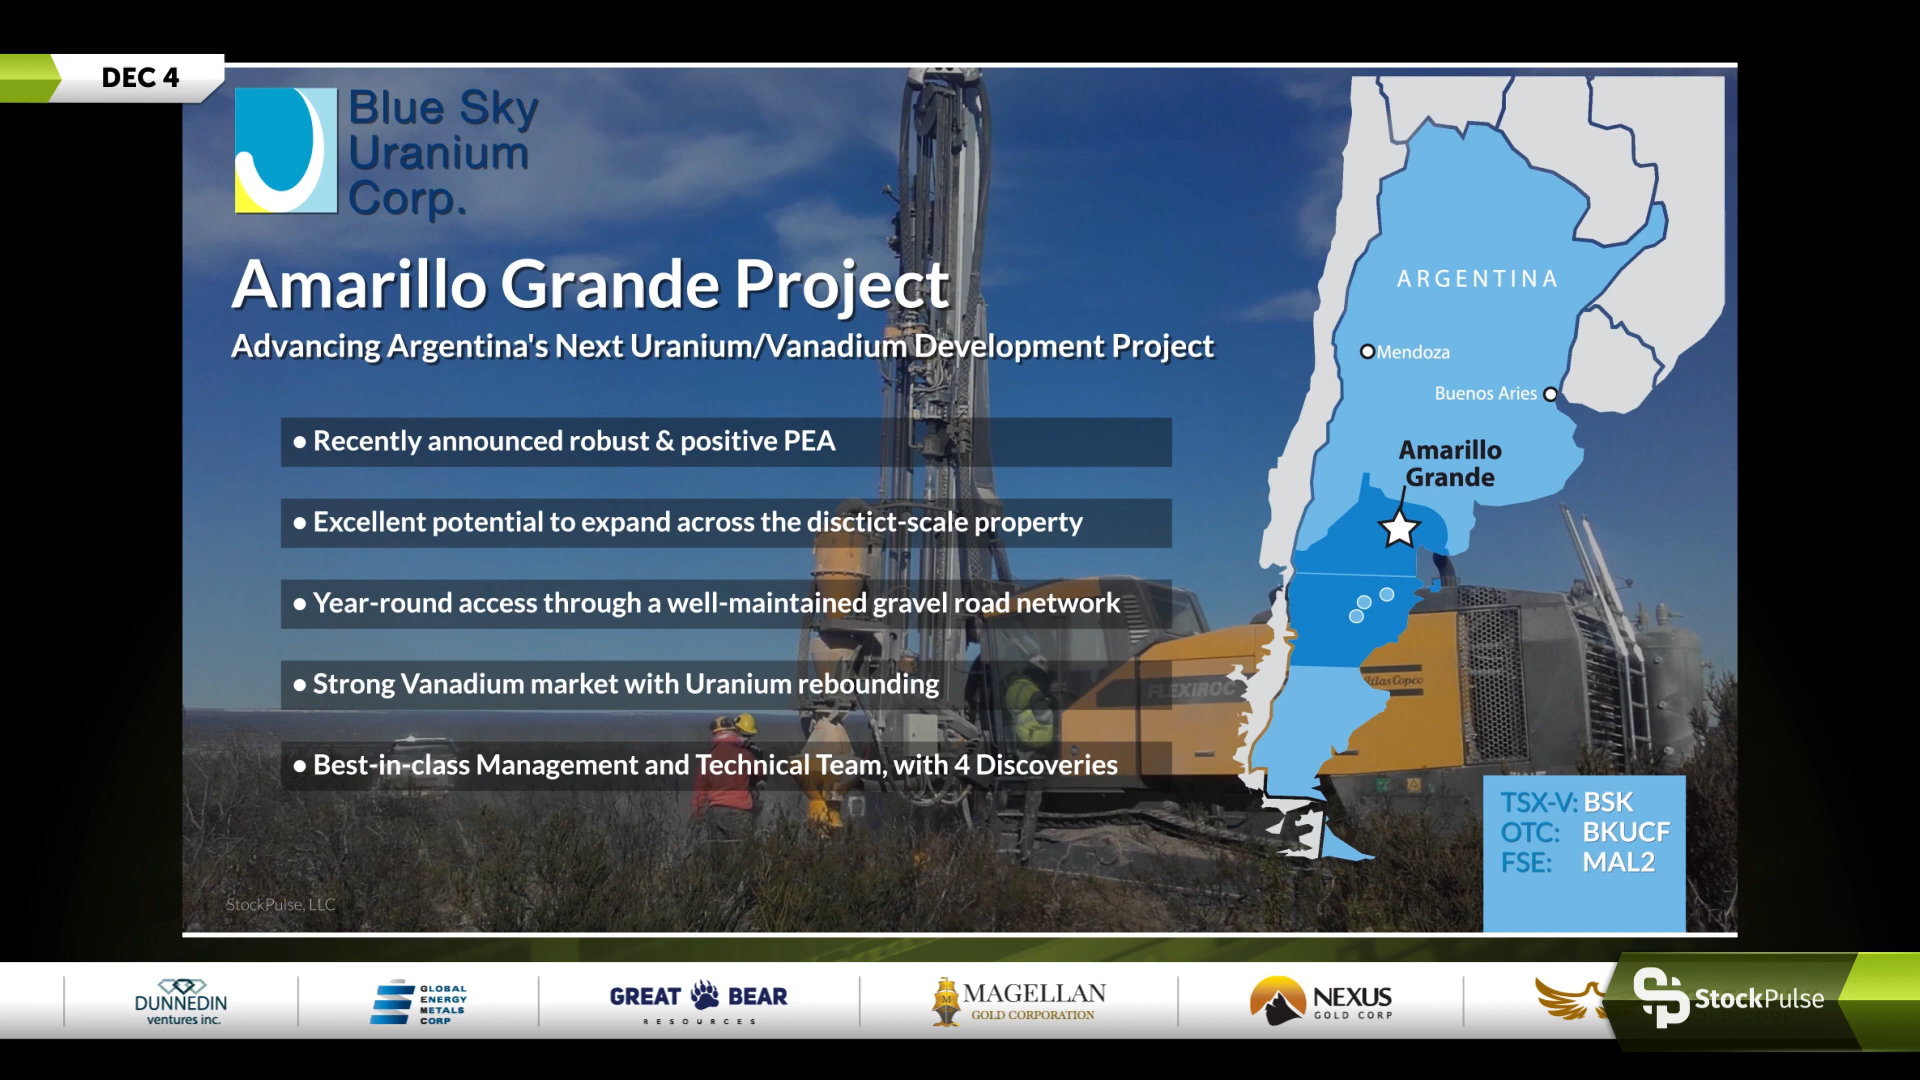 DEC 4
Blue Sky
Uranium
Corp.
Amarillo Grande Project
Advancing Argentina's Next Uranium/Vanadium Development Project
• Recently announced robust & positive PEA
• Excellent potential to expand across the disctict-scale property
• Year-round access through a well-maintained gravel road network
• Strong Vanadium market with Uranium rebounding
• Best-in-class Management and Technical Team, with 4 Discoveries
ARGENTINA
Mendoza
Buenos Aries
Amarillo
Grande
FLEXIROC
Atlas Copco
TSX-V: BSK
OTC: BKUCF
FSE: MAL2
StockPulse, LLC
DUNNEDIN
ventures inc.
GLOBAL
ENERGY
METALS
CORP
GREAT BEAR
RESOURCES
M
MAGELLAN
GOLD CORPORATION
NEXUS
GOLD CORP
StockPulse